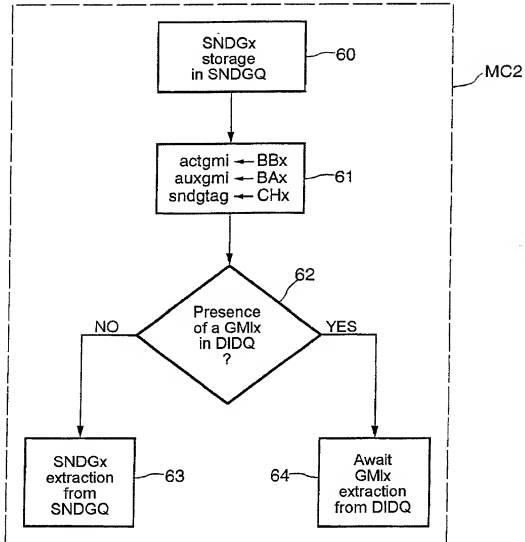 SNDGx
storage
in SNDGQ
60
MC2
actgmi ← BBx
auxgmi ← BAx
sndgtag ← CHx
61
62
Presence
of a GMIx
in DIDQ
?
NO
YES
SNDGx
extraction
from
SNDGQ
63
64
Await
GMIx
extraction
from DIDQ